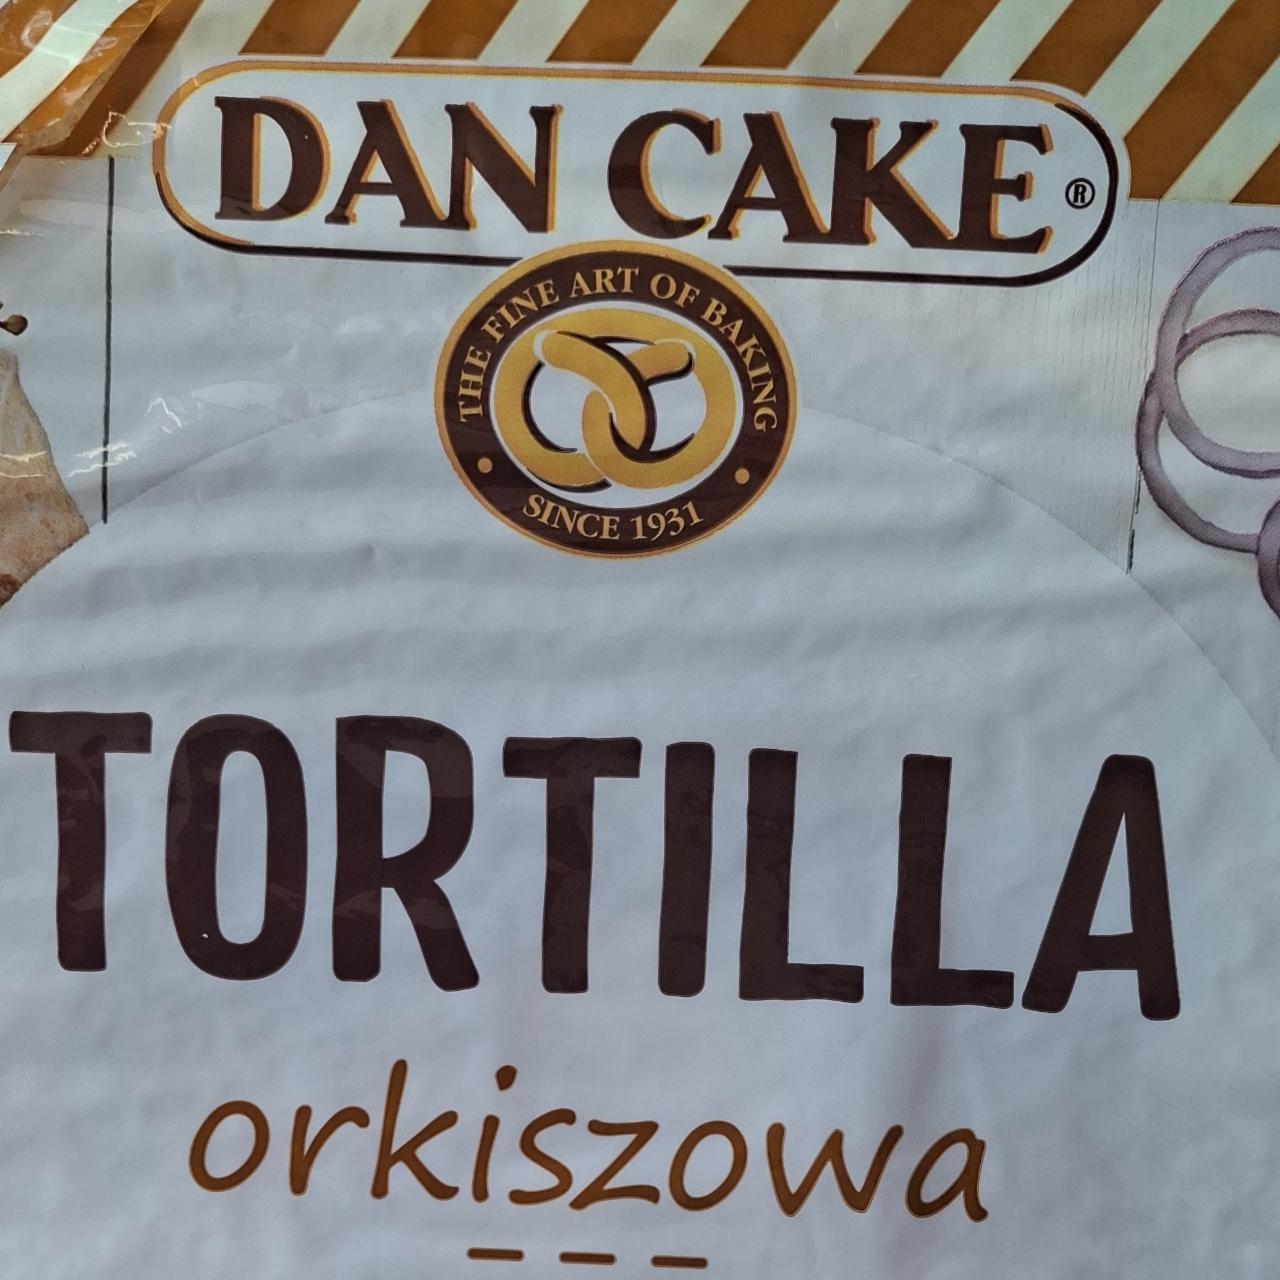 DAN CAKE ®
THE FINE ART OF BAKING
SINCE 1931
TORTILLA
orkiszowa